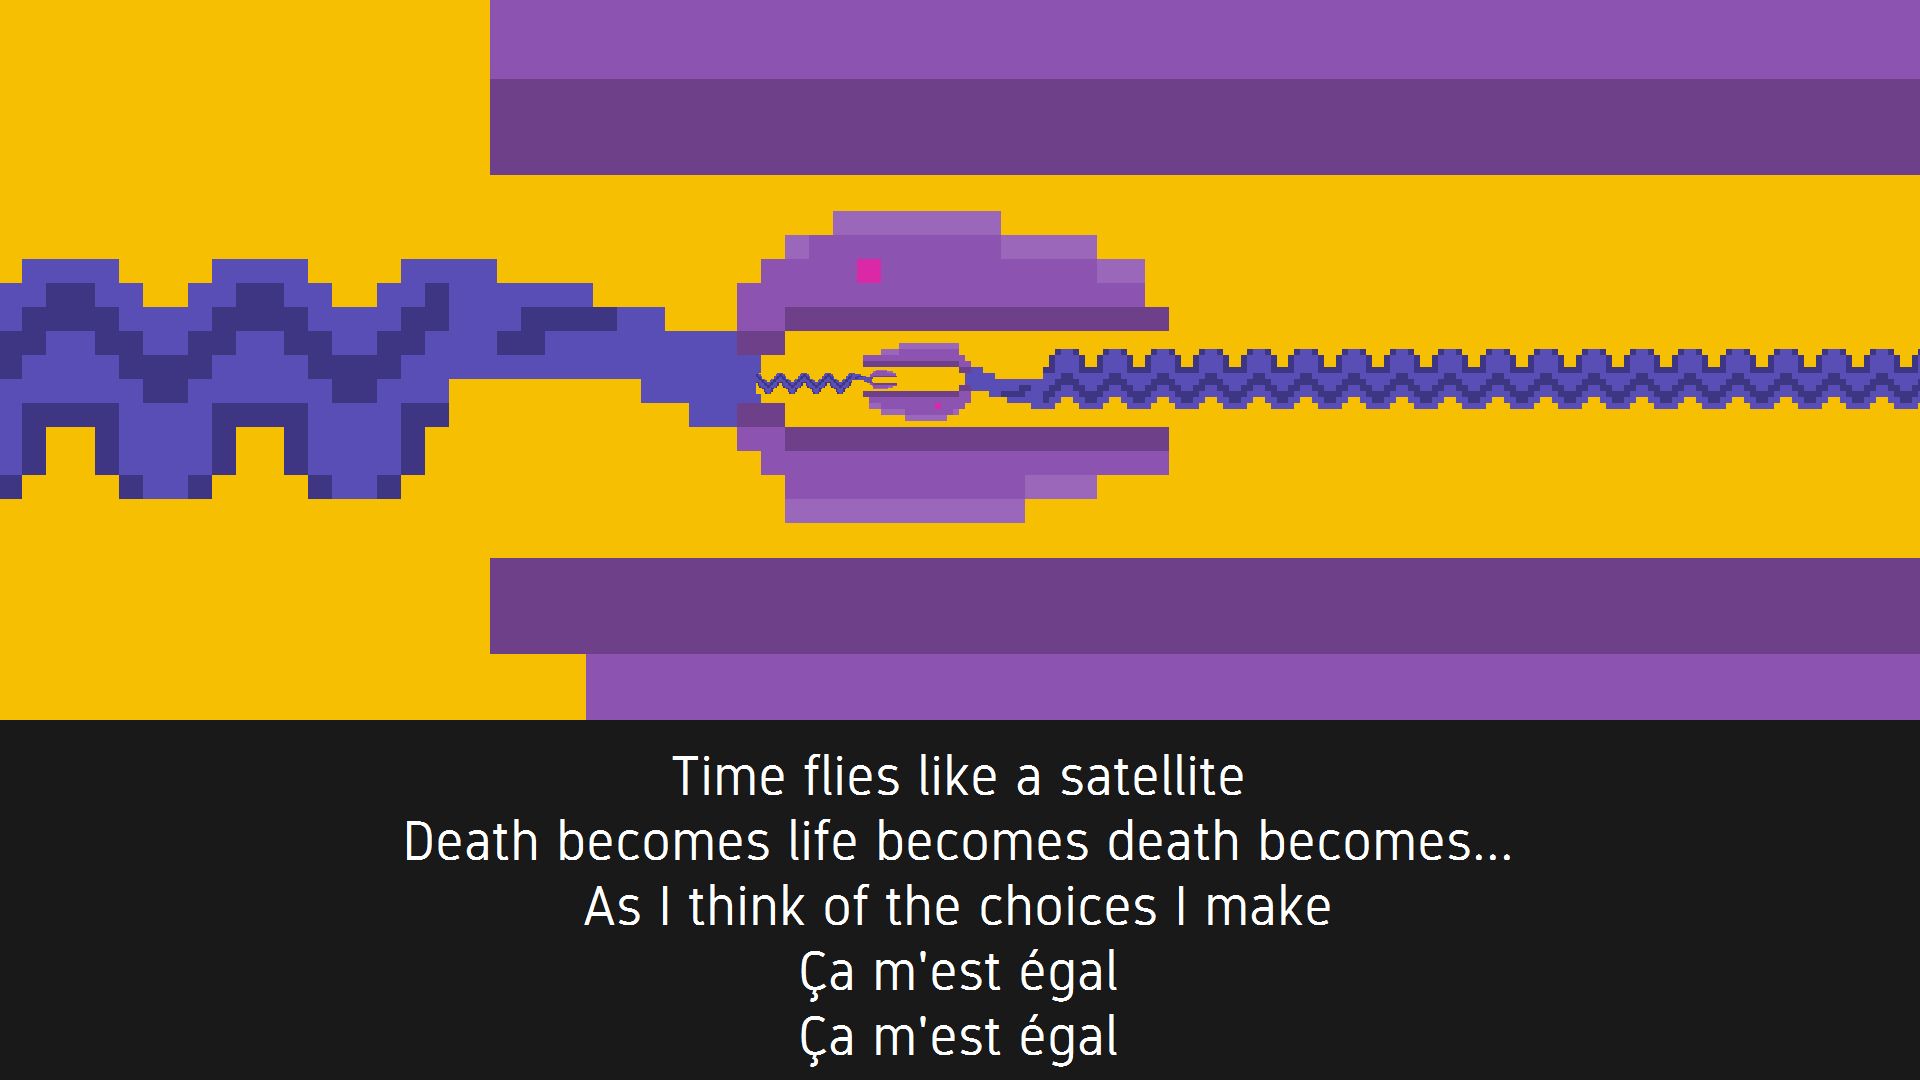 Time flies like a satellite
Death becomes life becomes death becomes...
As I think of the choices I make
Ça m'est égal
Ça m'est égal